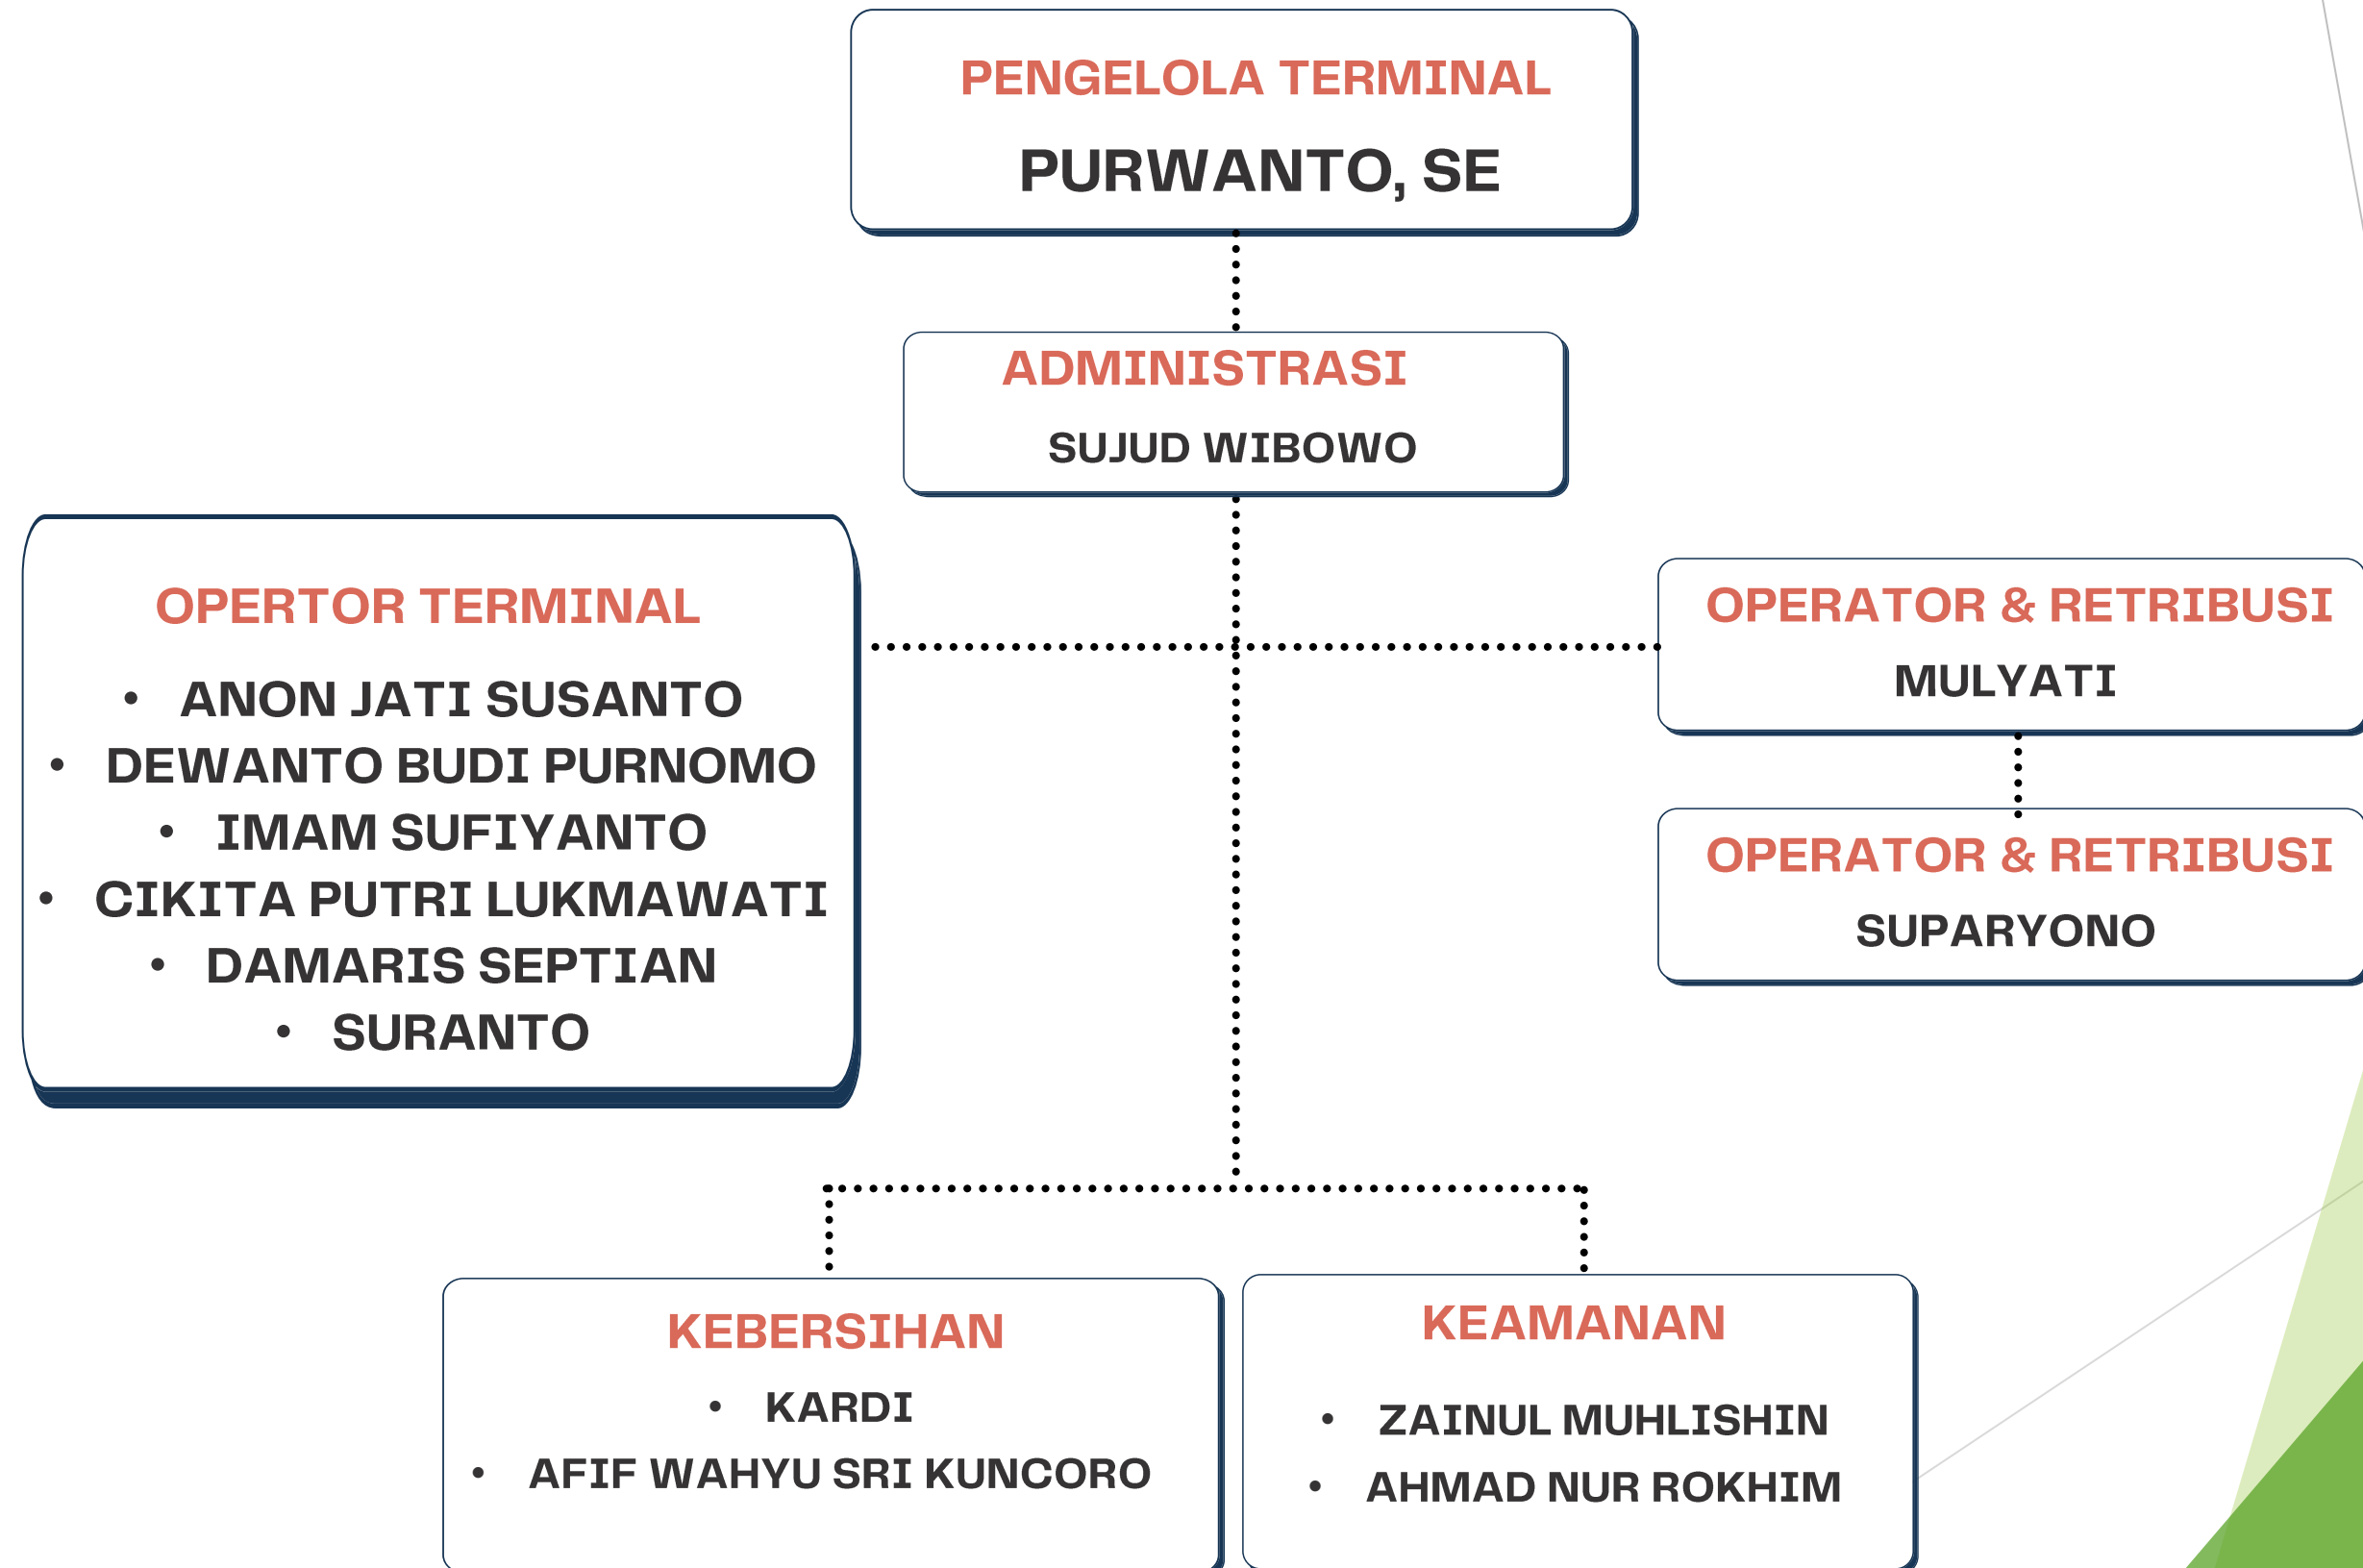 PENGELOLA TERMINAL
PURWANTO, SE
ADMINISTRASI
SUJUD WIBOWO
OPERTOR TERMINAL
• ANON JATI SUSANTO
• DEWANTO BUDI PURNOMO
• IMAM SUFIYANTO
• CIKITA PUTRI LUKMAWATI
• DAMARIS SEPTIAN
• SURANTO
OPERATOR & RETRIBUSI
MULYATI
OPERATOR & RETRIBUSI
SUPARYONO
KEBERSIHAN
• KARDI
• AFIF WAHYU SRI KUNCORO
KEAMANAN
• ZAINUL MUHLISHIN
• AHMAD NUR ROKHIM